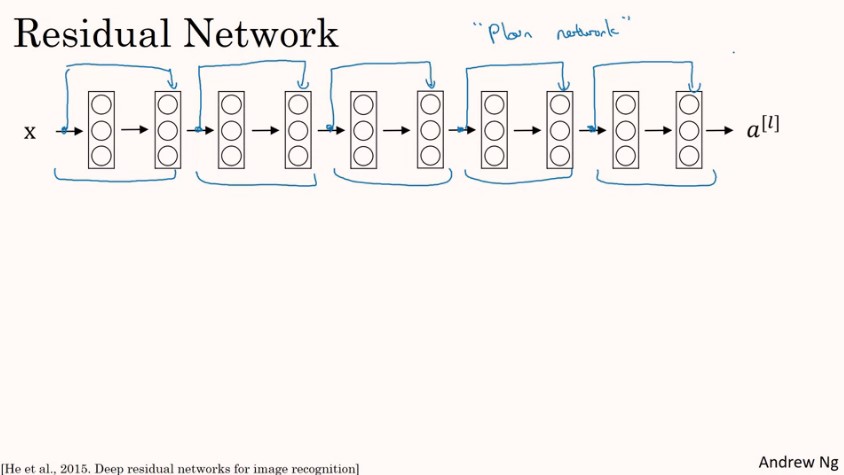 Residual Network
"Plain network"
x
a^[l]
[He et al., 2015. Deep residual networks for image recognition]
Andrew Ng